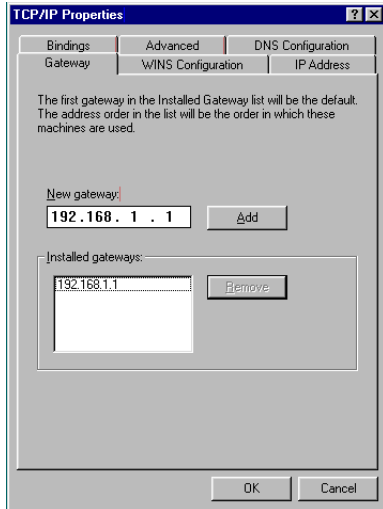 TCP/IP Properties
Bindings Advanced DNS Configuration
Gateway WINS Configuration IP Address
The first gateway in the Installed Gateway list will be the default.
The address order in the list will be the order in which these
machines are used.
New gateway:
192.168. 1 . 1 Add
Installed gateways:
192.168.1.1 Remove
OK Cancel